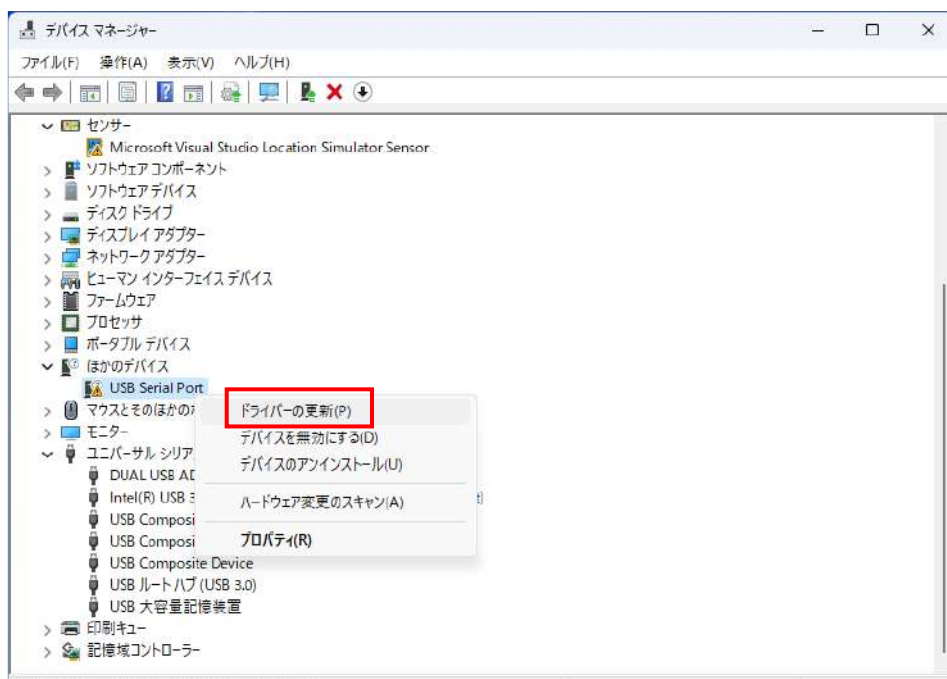 デバイス マネージャー
ファイル(F) 操作(A) 表示(V) ヘルプ(H)
センサー
Microsoft Visual Studio Location Simulator Sensor
ソフトウェア コンポーネント
ソフトウェア デバイス
ディスク ドライブ
ディスプレイ アダプター
ネットワーク アダプター
ヒューマン インターフェイス デバイス
ファームウェア
プロセッサ
ポータブル デバイス
ほかのデバイス
USB Serial Port
マウスとそのほかの
ドライバーの更新(P)
モニター
デバイスを無効にする(D)
ユニバーサル シリア
デバイスのアンインストール(U)
DUAL USB
Intel(R) USB
ハードウェア変更のスキャン(A)
USB Composi
USB Composi
プロパティ(R)
USB Composite Device
USB ルート ハブ (USB 3.0)
USB 大容量記憶装置
印刷キュー
記憶域コントローラー